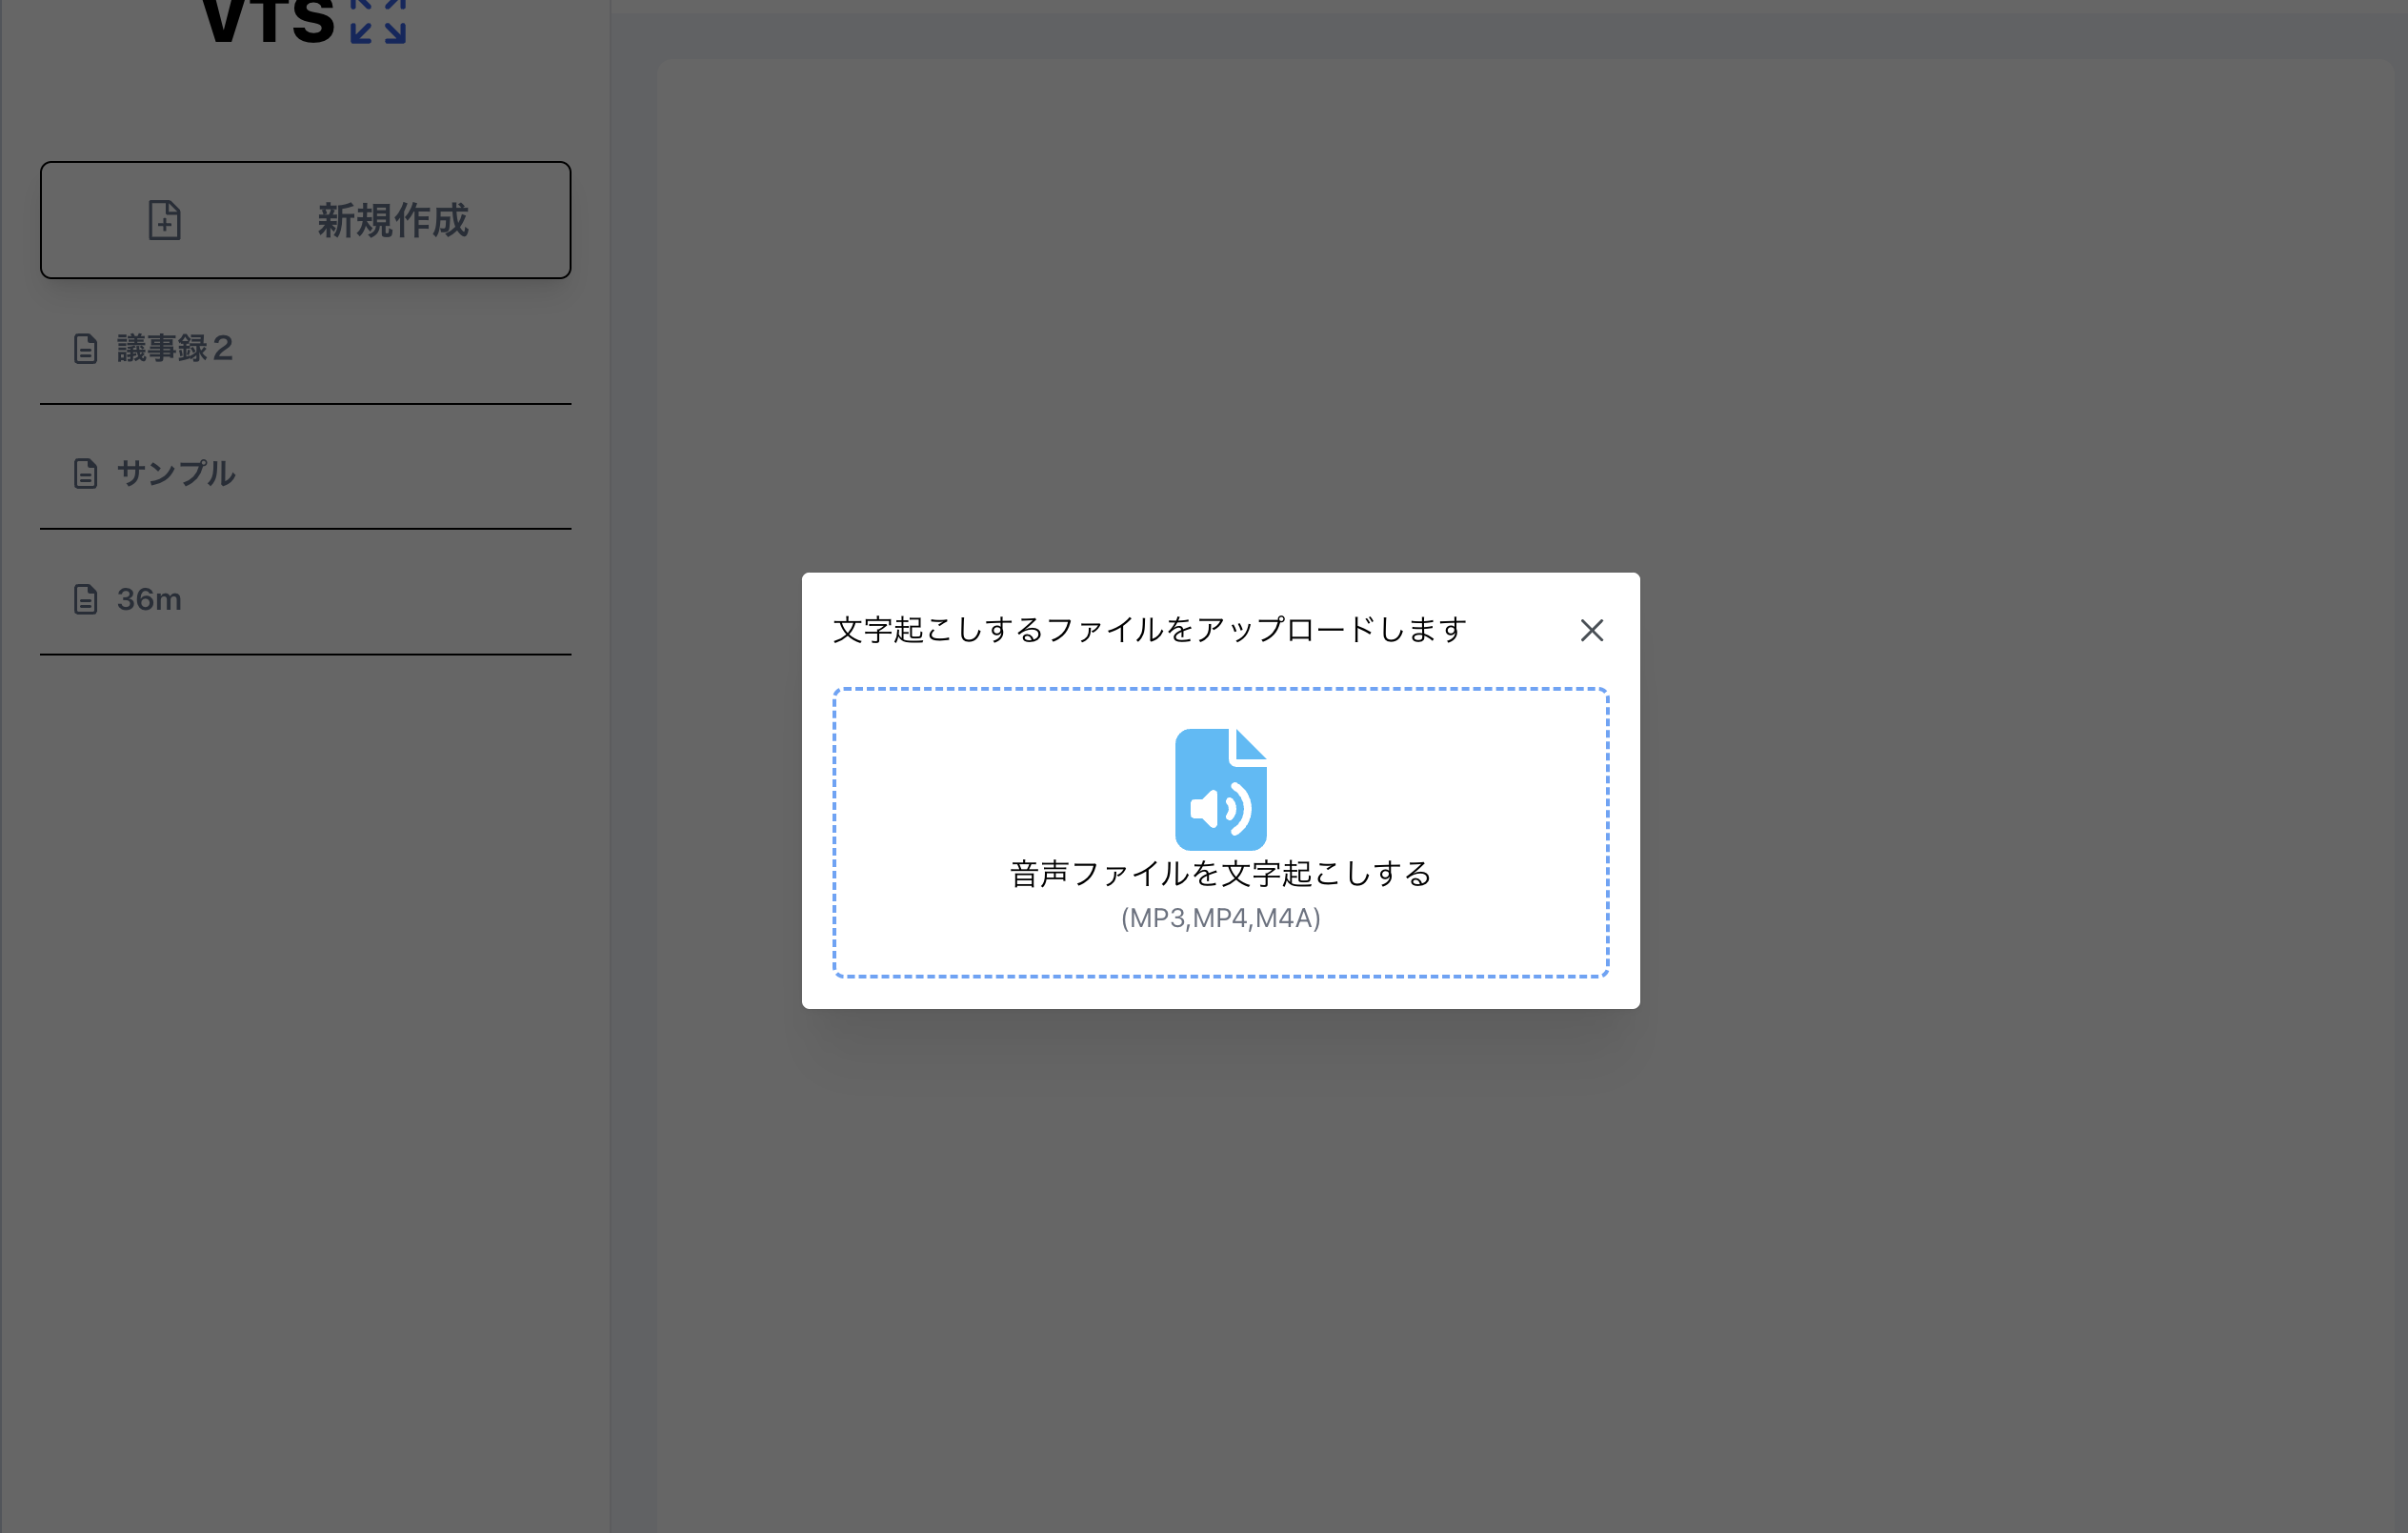 VTS
新規作成
議事録2
サンプル
36m
文字起こしするファイルをアップロードします
音声ファイルを文字起こしする
(MP3,MP4,M4A)